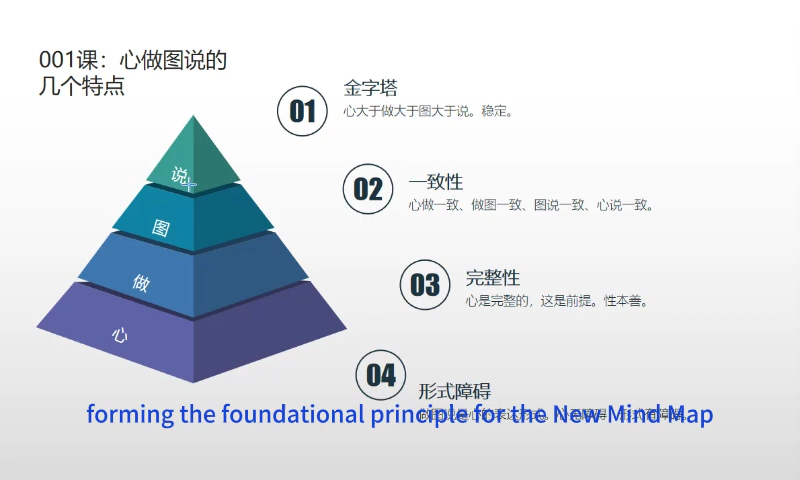 001课：心做图说的
几个特点
01
金字塔
心大于做大于图大于说。稳定。
02
一致性
心做一致、做图一致、图说一致、心说一致。
03
完整性
心是完整的，这是前提。性本善。
04
形式障碍
forming the foundational principle for the New Mind Map
说
图
做
心